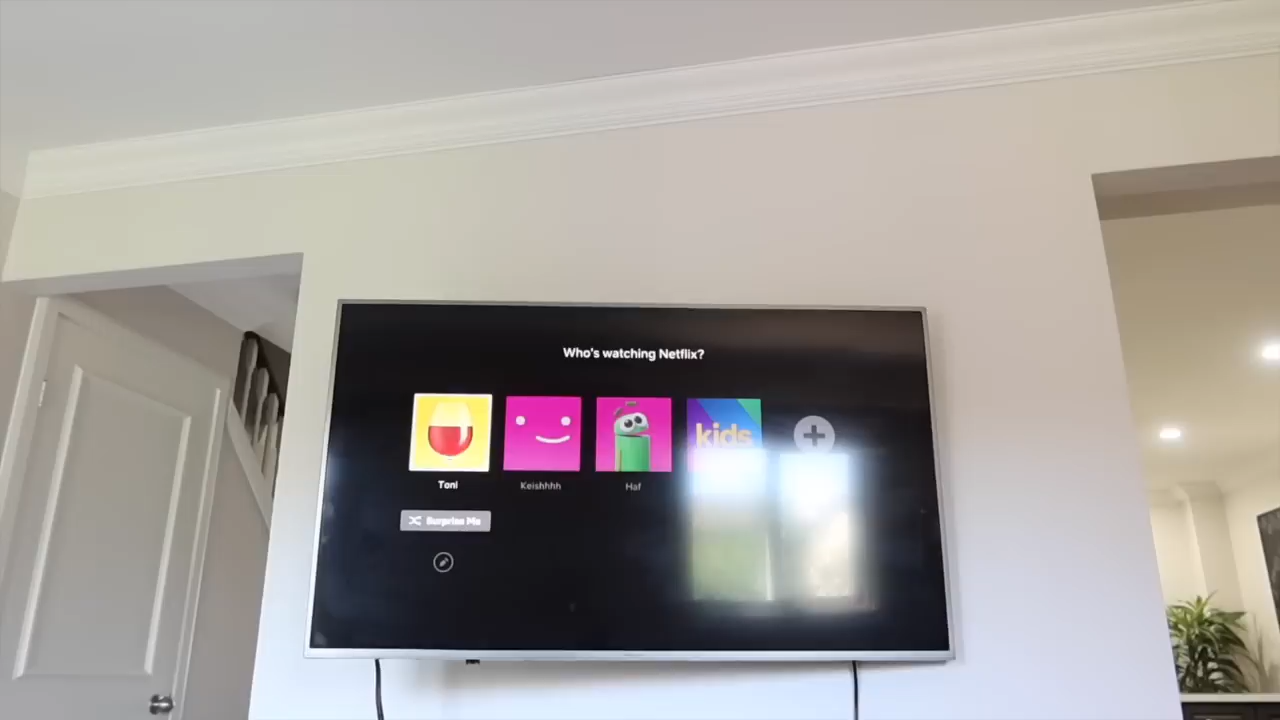 Who's watching Netflix?
kids
Toni
Keishhhh
Haf
Surprise Me